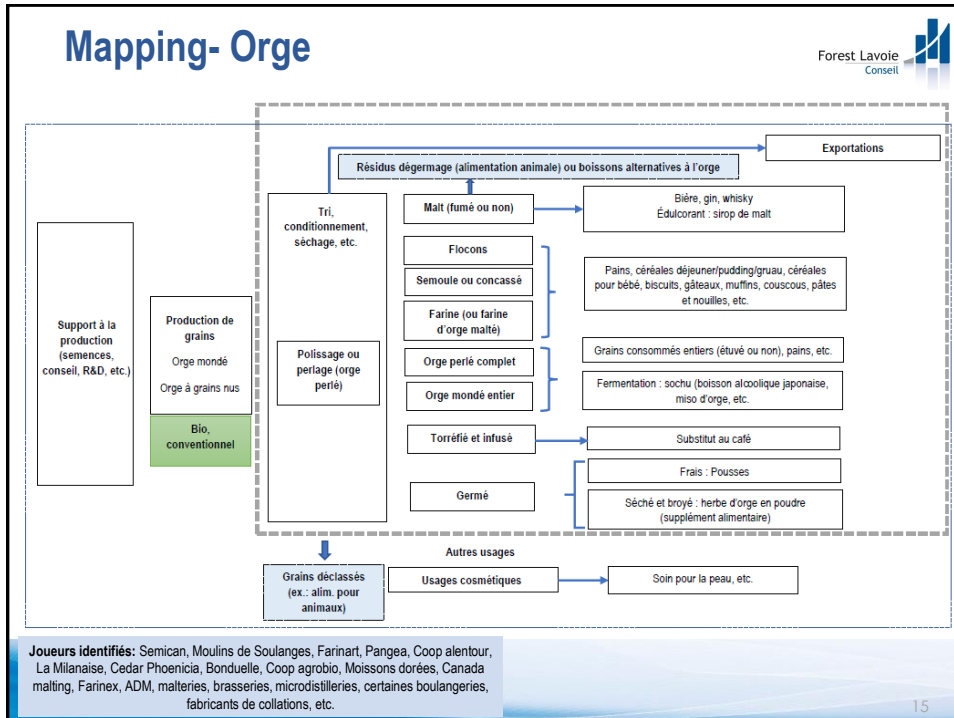 Mapping- Orge
Forest Lavoie
Conseil
Exportations
Résidus dégermage (alimentation animale) ou boissons alternatives à l'orge
Support à la
production
(semences,
conseil, R&D, etc.)
Production de
grains
Orge mondé
Orge à grains nus
Bio,
conventionnel
Tri,
conditionnement,
séchage, etc.
Polissage ou
perlage (orge
perlé)
Malt (fumé ou non)
Bière, gin, whisky
Édulcorant : sirop de malt
Flocons
Semoule ou concassé
Farine (ou farine
d'orge malté)
Pains, céréales déjeuner/pudding/gruau, céréales
pour bébé, biscuits, gâteaux, muffins, couscous, pâtes
et nouilles, etc.
Orge perlé complet
Orge mondé entier
Grains consommés entiers (étuvé ou non), pains, etc.
Fermentation : sochu (boisson alcoolique japonaise,
miso d'orge, etc.
Torréfié et infusé
Substitut au café
Germé
Frais : Pousses
Séché et broyé : herbe d'orge en poudre
(supplément alimentaire)
Autres usages
Grains déclassés
(ex.: alim. pour
animaux)
Usages cosmétiques
Soin pour la peau, etc.
Joueurs identifiés: Semican, Moulins de Soulanges, Farinart, Pangea, Coop alentour,
La Milanaise, Cedar Phoenicia, Bonduelle, Coop agrobio, Moissons dorées, Canada
malting, Farinex, ADM, malteries, brasseries, microdistilleries, certaines boulangeries,
fabricants de collations, etc.
15